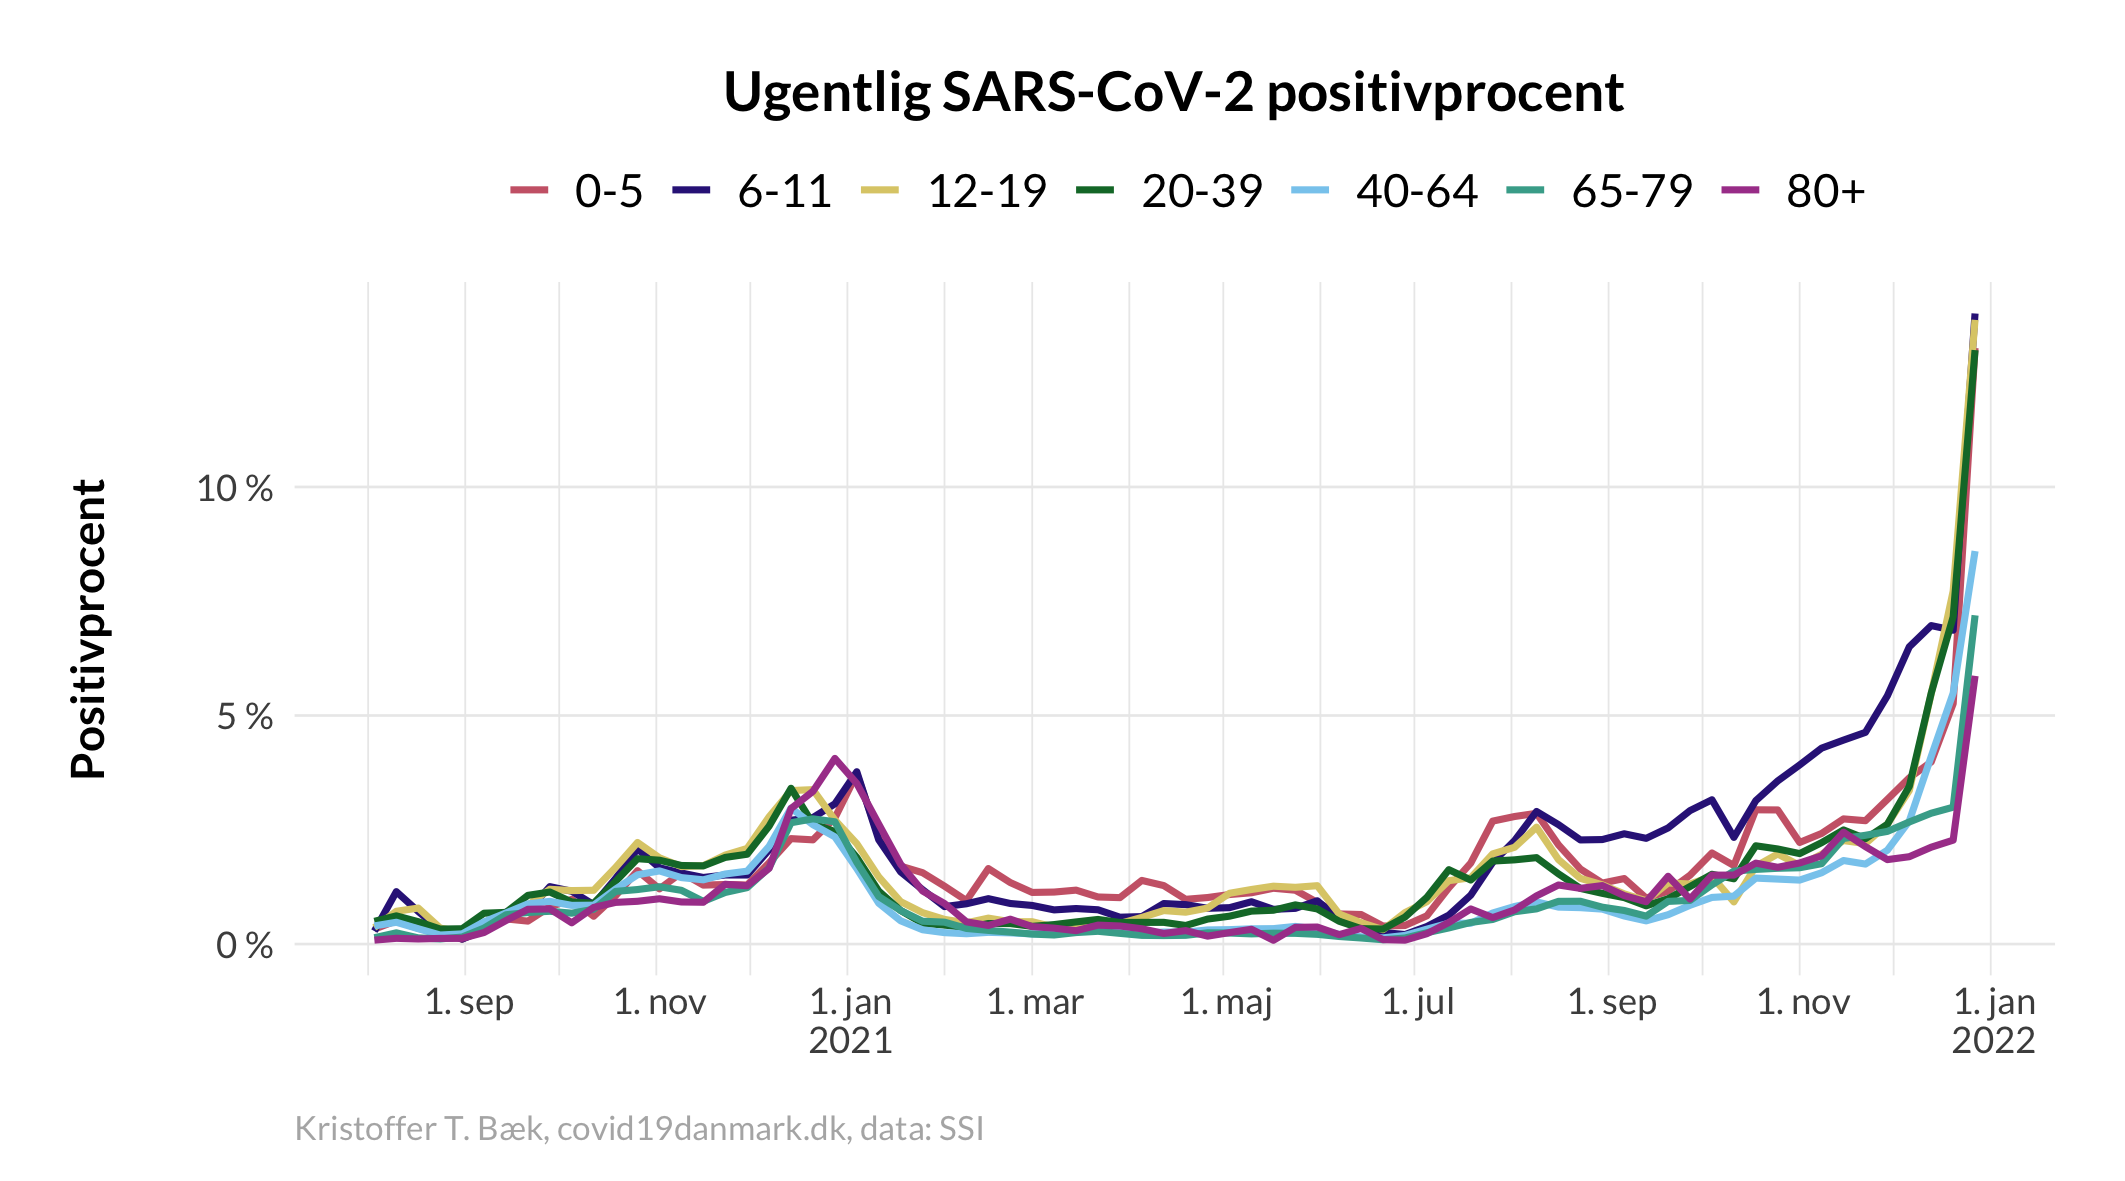 Ugentlig SARS-CoV-2 positivprocent
0-5 6-11 12-19 20-39 40-64 65-79 80+
Positivprocent
10 %
5 %
0 %
1. sep 1. nov 1. jan 1. mar 1. maj 1. jul 1. sep 1. nov 1. jan
2021 2022
Kristoffer T. Bæk, covid19danmark.dk, data: SSI